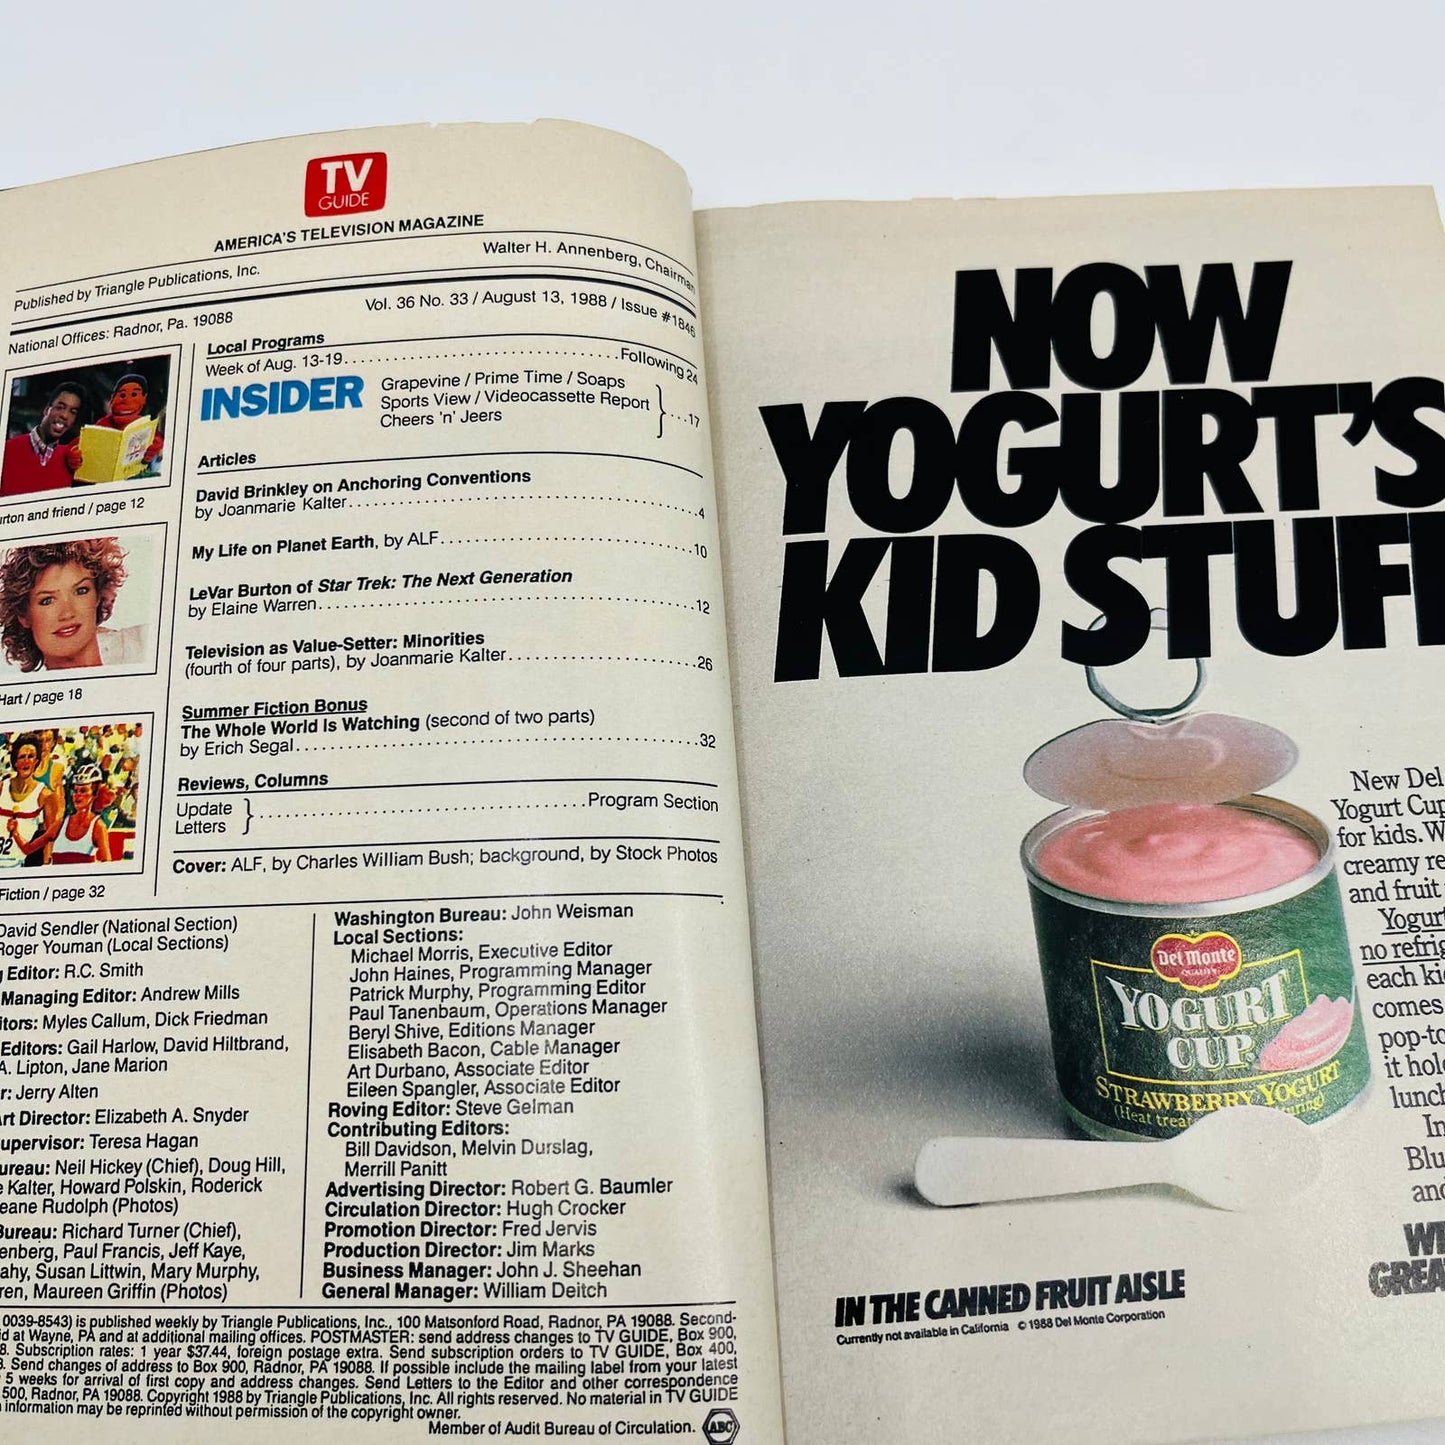 TV
GUIDE
AMERICA'S TELEVISION MAGAZINE
Published by Triangle Publications, Inc.
Walter H. Annenberg, Chairman
National Offices: Radnor, Pa. 19088
Vol. 36 No. 33 / August 13, 1988 / Issue #1846
Local Programs
Week of Aug. 13-19....Following 24
INSIDER
Grapevine / Prime Time / Soaps
Sports View / Videocassette Report
Cheers 'n' Jeers
...17
Articles
David Brinkley on Anchoring Conventions
by Joanmarie Kalter....4
My Life on Planet Earth, by ALF....10
LeVar Burton of Star Trek: The Next Generation
by Elaine Warren....12
Television as Value-Setter: Minorities
(fourth of four parts), by Joanmarie Kalter....26
Summer Fiction Bonus
The Whole World Is Watching (second of two parts)
by Erich Segal....32
Reviews, Columns
Update
Letters
....Program Section
Cover: ALF, by Charles William Bush; background, by Stock Photos
urton and friend / page 12
Hart / page 18
Fiction / page 32
David Sendler (National Section)
Roger Youman (Local Sections)
Editor: R.C. Smith
Managing Editor: Andrew Mills
itors: Myles Callum, Dick Friedman
Editors: Gail Harlow, David Hiltbrand,
A. Lipton, Jane Marion
r: Jerry Alten
Art Director: Elizabeth A. Snyder
upervisor: Teresa Hagan
ureau: Neil Hickey (Chief), Doug Hill,
e Kalter, Howard Polskin, Roderick
eane Rudolph (Photos)
Bureau: Richard Turner (Chief),
enberg, Paul Francis, Jeff Kaye,
ahy, Susan Littwin, Mary Murphy,
ren, Maureen Griffin (Photos)
Washington Bureau: John Weisman
Local Sections:
Michael Morris, Executive Editor
John Haines, Programming Manager
Patrick Murphy, Programming Editor
Paul Tanenbaum, Operations Manager
Beryl Shive, Editions Manager
Elisabeth Bacon, Cable Manager
Art Durbano, Associate Editor
Eileen Spangler, Associate Editor
Roving Editor: Steve Gelman
Contributing Editors:
Bill Davidson, Melvin Durslag,
Merrill Panitt
Advertising Director: Robert G. Baumler
Circulation Director: Hugh Crocker
Promotion Director: Fred Jervis
Production Director: Jim Marks
Business Manager: John J. Sheehan
General Manager: William Deitch
0039-8543) is published weekly by Triangle Publications, Inc., 100 Matsonford Road, Radnor, PA 19088. Second-
id at Wayne, PA and at additional mailing offices. POSTMASTER: send address changes to TV GUIDE, Box 900,
8. Subscription rates: 1 year $37.44, foreign postage extra. Send subscription orders to TV GUIDE, Box 400,
. Send changes of address to Box 900, Radnor, PA 19088. If possible include the mailing label from your latest
5 weeks for arrival of first copy and address changes. Send Letters to the Editor and other correspondence
500, Radnor, PA 19088. Copyright 1988 by Triangle Publications, Inc. All rights reserved. No material in TV GUIDE
information may be reprinted without permission of the copyright owner.
Member of Audit Bureau of Circulation.
ABC
NOW
YOGURT'S
KID STUFF
New Del
Yogurt Cup
for kids. W
creamy re
and fruit
Yogurt
no refrig
each ki
comes
pop-to
it hol
lunch
In
Blu
and
WH
GREA
Del Monte
QUALITY
YOGURT
CUP
STRAWBERRY YOGURT
(Heat treat uring)
IN THE CANNED FRUIT AISLE
Currently not available in California © 1988 Del Monte Corporation